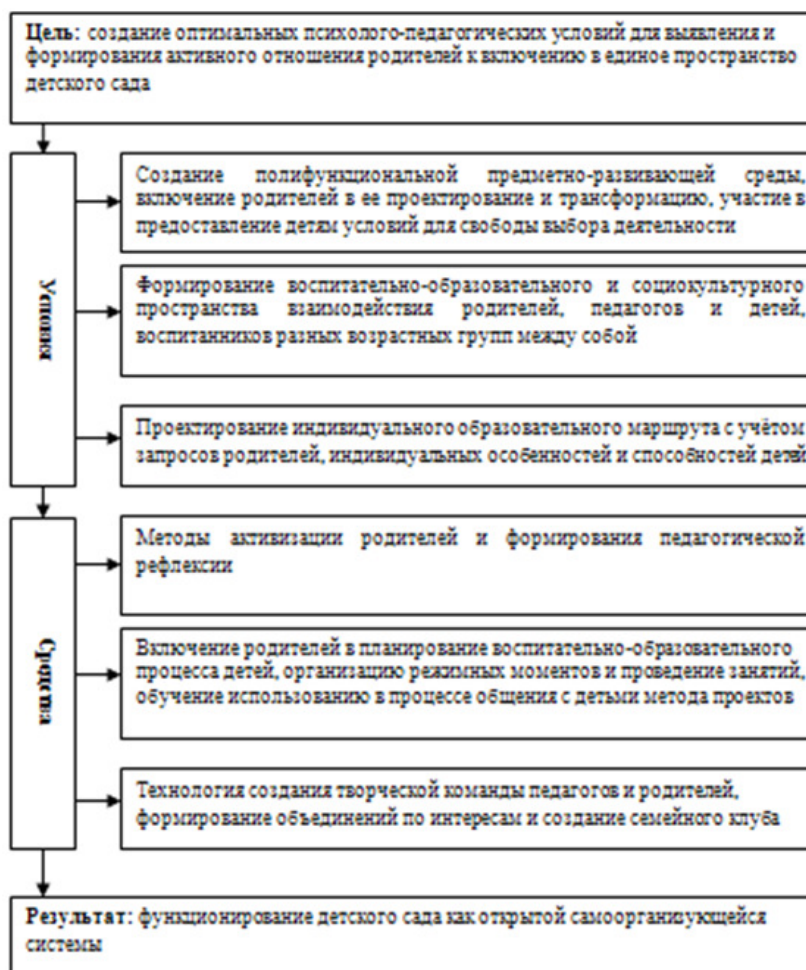 Цель: создание оптимальных психолого-педагогических условий для выявления и
формирования активного отношения родителей к включению в единое пространство
детского сада
Условия
Создание полифункциональной предметно-развивающей среды,
включение родителей в ее проектирование и трансформацию, участие в
предоставление детям условий для свободы выбора деятельности
Формирование воспитательно-образовательного и социокультурного
пространства взаимодействия родителей, педагогов и детей,
воспитанников разных возрастных групп между собой
Проектирование индивидуального образовательного маршрута с учётом
запросов родителей, индивидуальных особенностей и способностей детей
Средства
Методы активизации родителей и формирования педагогической
рефлексии
Включение родителей в планирование воспитательно-образовательного
процесса детей, организацию режимных моментов и проведение занятий,
обучение использованию в процессе общения с детьми метода проектов
Технология создания творческой команды педагогов и родителей,
формирование объединений по интересам и создание семейного клуба
Результат: функционирование детского сада как открытой самоорганизующейся
системы